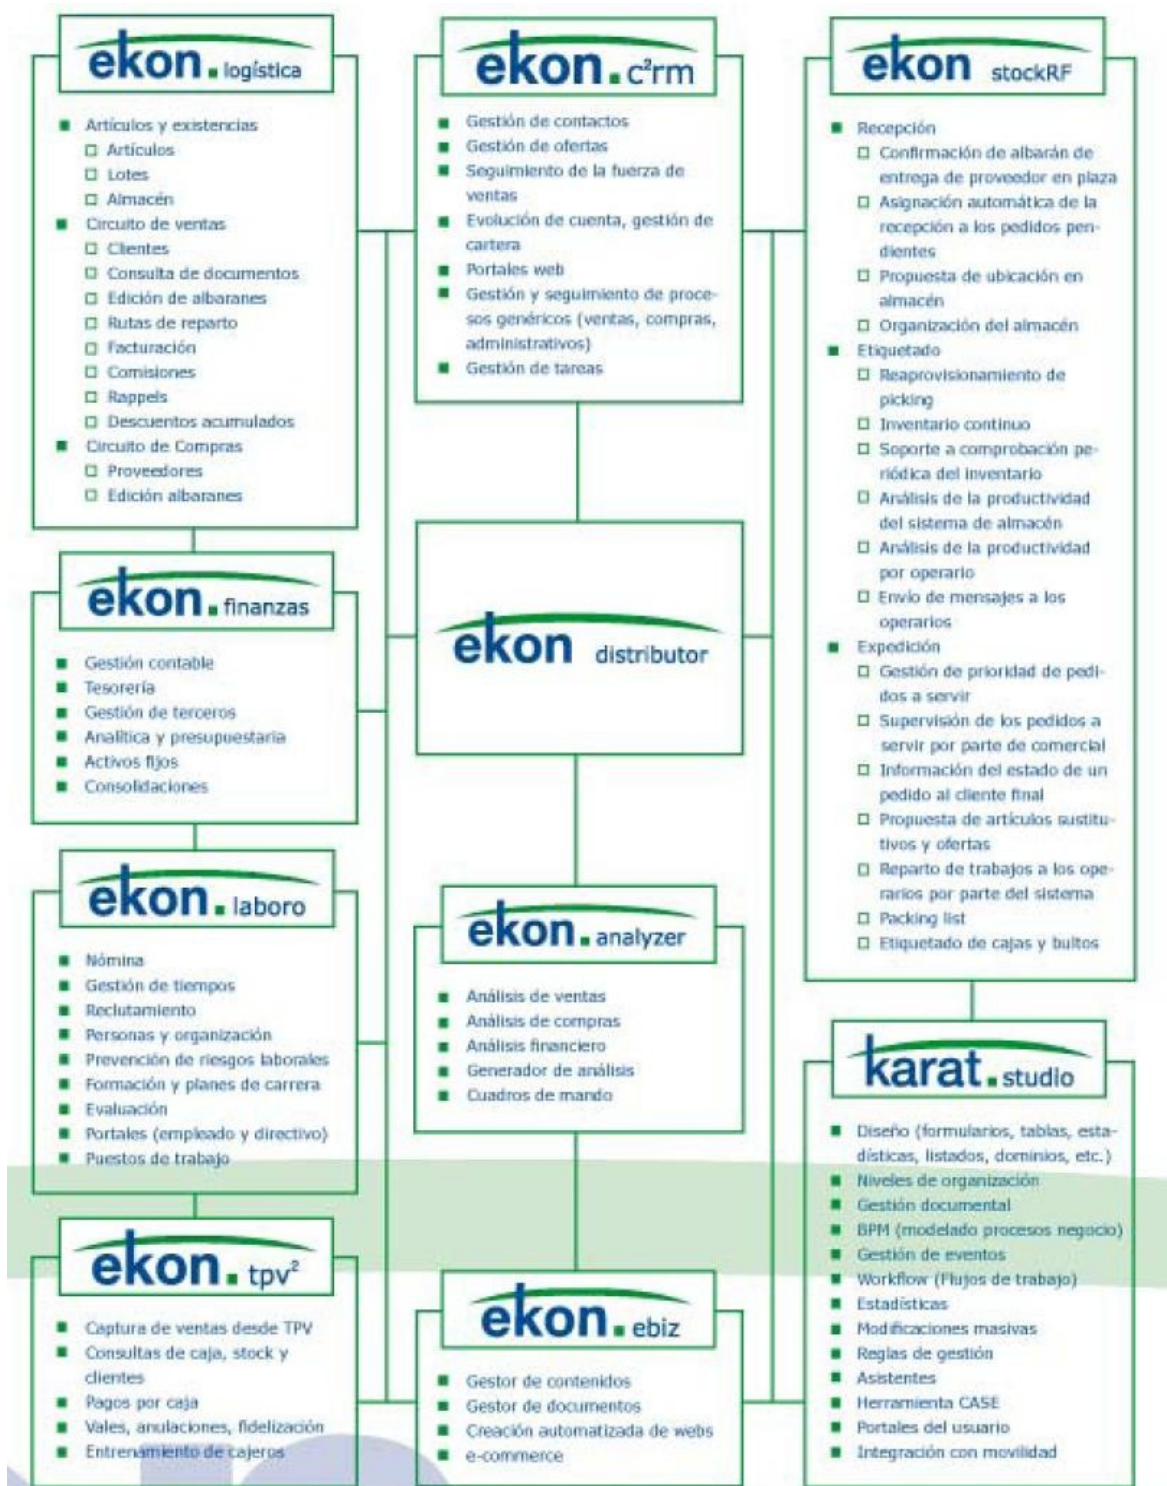 ekon.logística
Artículos y existencias
Artículos
Lotes
Almacén
Circuito de ventas
Clientes
Consulta de documentos
Edición de albaranes
Rutas de reparto
Facturación
Comisiones
Rappels
Descuentos acumulados
Circuito de Compras
Proveedores
Edición albaranes
ekon.finanzas
Gestión contable
Tesorería
Gestión de terceros
Analítica y presupuestaria
Activos fijos
Consolidaciones
ekon.laboro
Nómina
Gestión de tiempos
Reclutamiento
Personas y organización
Prevención de riesgos laborales
Formación y planes de carrera
Evaluación
Portales (empleado y directivo)
Puestos de trabajo
ekon.tpv²
Captura de ventas desde TPV
Consultas de caja, stock y
clientes
Pagos por caja
Vales, anulaciones, fidelización
Entrenamiento de cajeros
ekon.c²rm
Gestión de contactos
Gestión de ofertas
Seguimiento de la fuerza de
ventas
Evolución de cuenta, gestión de
cartera
Portales web
Gestión y seguimiento de proce-
sos genéricos (ventas, compras,
administrativos)
Gestión de tareas
ekon distributor
ekon.analyzer
Análisis de ventas
Análisis de compras
Análisis financiero
Generador de análisis
Cuadros de mando
ekon.ebiz
Gestor de contenidos
Gestor de documentos
Creación automatizada de webs
e-commerce
ekon stockRF
Recepción
Confirmación de albarán de
entrega de proveedor en plaza
Asignación automática de la
recepción a los pedidos pen-
dientes
Propuesta de ubicación en
almacén
Organización del almacén
Etiquetado
Reaprovisionamiento de
picking
Inventario continuo
Soporte a comprobación pe-
riódica del inventario
Análisis de la productividad
del sistema de almacén
Análisis de la productividad
por operario
Envío de mensajes a los
operarios
Expedición
Gestión de prioridad de pedi-
dos a servir
Supervisión de los pedidos a
servir por parte de comercial
Información del estado de un
pedido al cliente final
Propuesta de artículos sustitu-
tivos y ofertas
Reparto de trabajos a los ope-
rarios por parte del sistema
Packing list
Etiquetado de cajas y bultos
karat.studio
Diseño (formularios, tablas, esta-
dísticas, listados, dominios, etc.)
Niveles de organización
Gestión documental
BPM (modelado procesos negocio)
Gestión de eventos
Workflow (Flujos de trabajo)
Estadísticas
Modificaciones masivas
Reglas de gestión
Asistentes
Herramienta CASE
Portales del usuario
Integración con movilidad